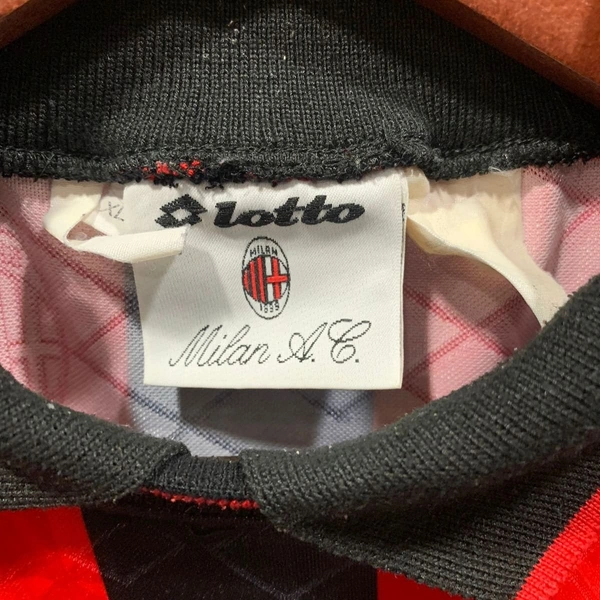 XL
lotto
MILAN
1899
Milan A.C.